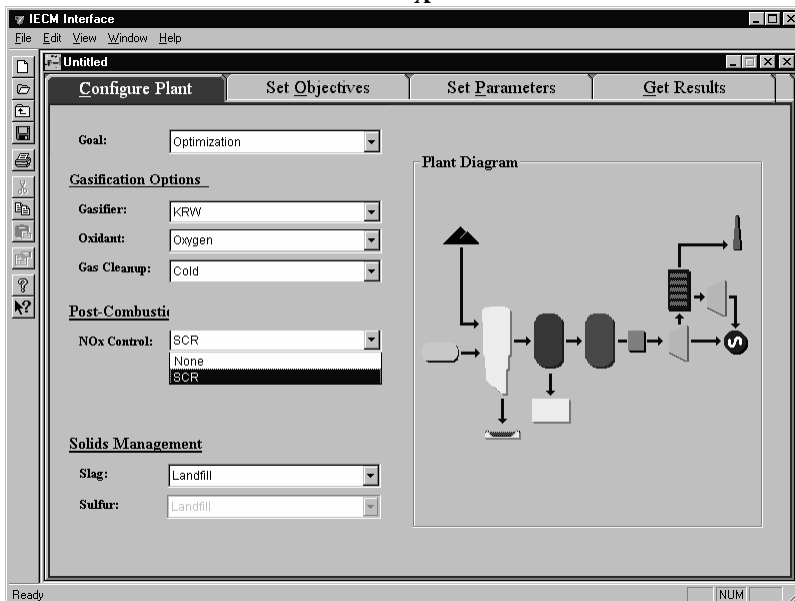 IECM Interface
File Edit View Window Help
Untitled
Configure Plant Set Objectives Set Parameters Get Results
Goal: Optimization
Plant Diagram
Gasification Options
Gasifier: KRW
Oxidant: Oxygen
Gas Cleanup: Cold
Post-Combusti
NOx Control: SCR
None
SCR
Solids Management
Slag: Landfill
Sulfur: Landfill
Ready NUM